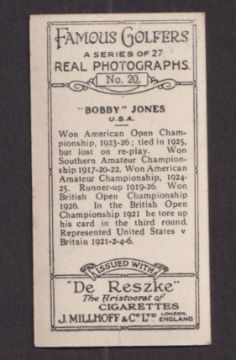 FAMOUS GOLFERS
A SERIES OF 27
REAL PHOTOGRAPHS.
No. 20.
"BOBBY" JONES
U.S.A.
Won American Open Cham-
pionship, 1923-26; tied in 1925,
but lost on re-play. Won
Southern Amateur Champion-
ship 1917-20-22. Won American
Amateur Championship, 1924-
25. Runner-up 1919-26. Won
British Open Championship
1926. In the British Open
Championship 1921 he tore up
his card in the third round.
Represented United States v
Britain 1921-2-4-6.
ISSUED WITH
"De Reszke"
The Aristocrat of
CIGARETTES
J. MILLHOFF & Co LTD LONDON, ENGLAND.